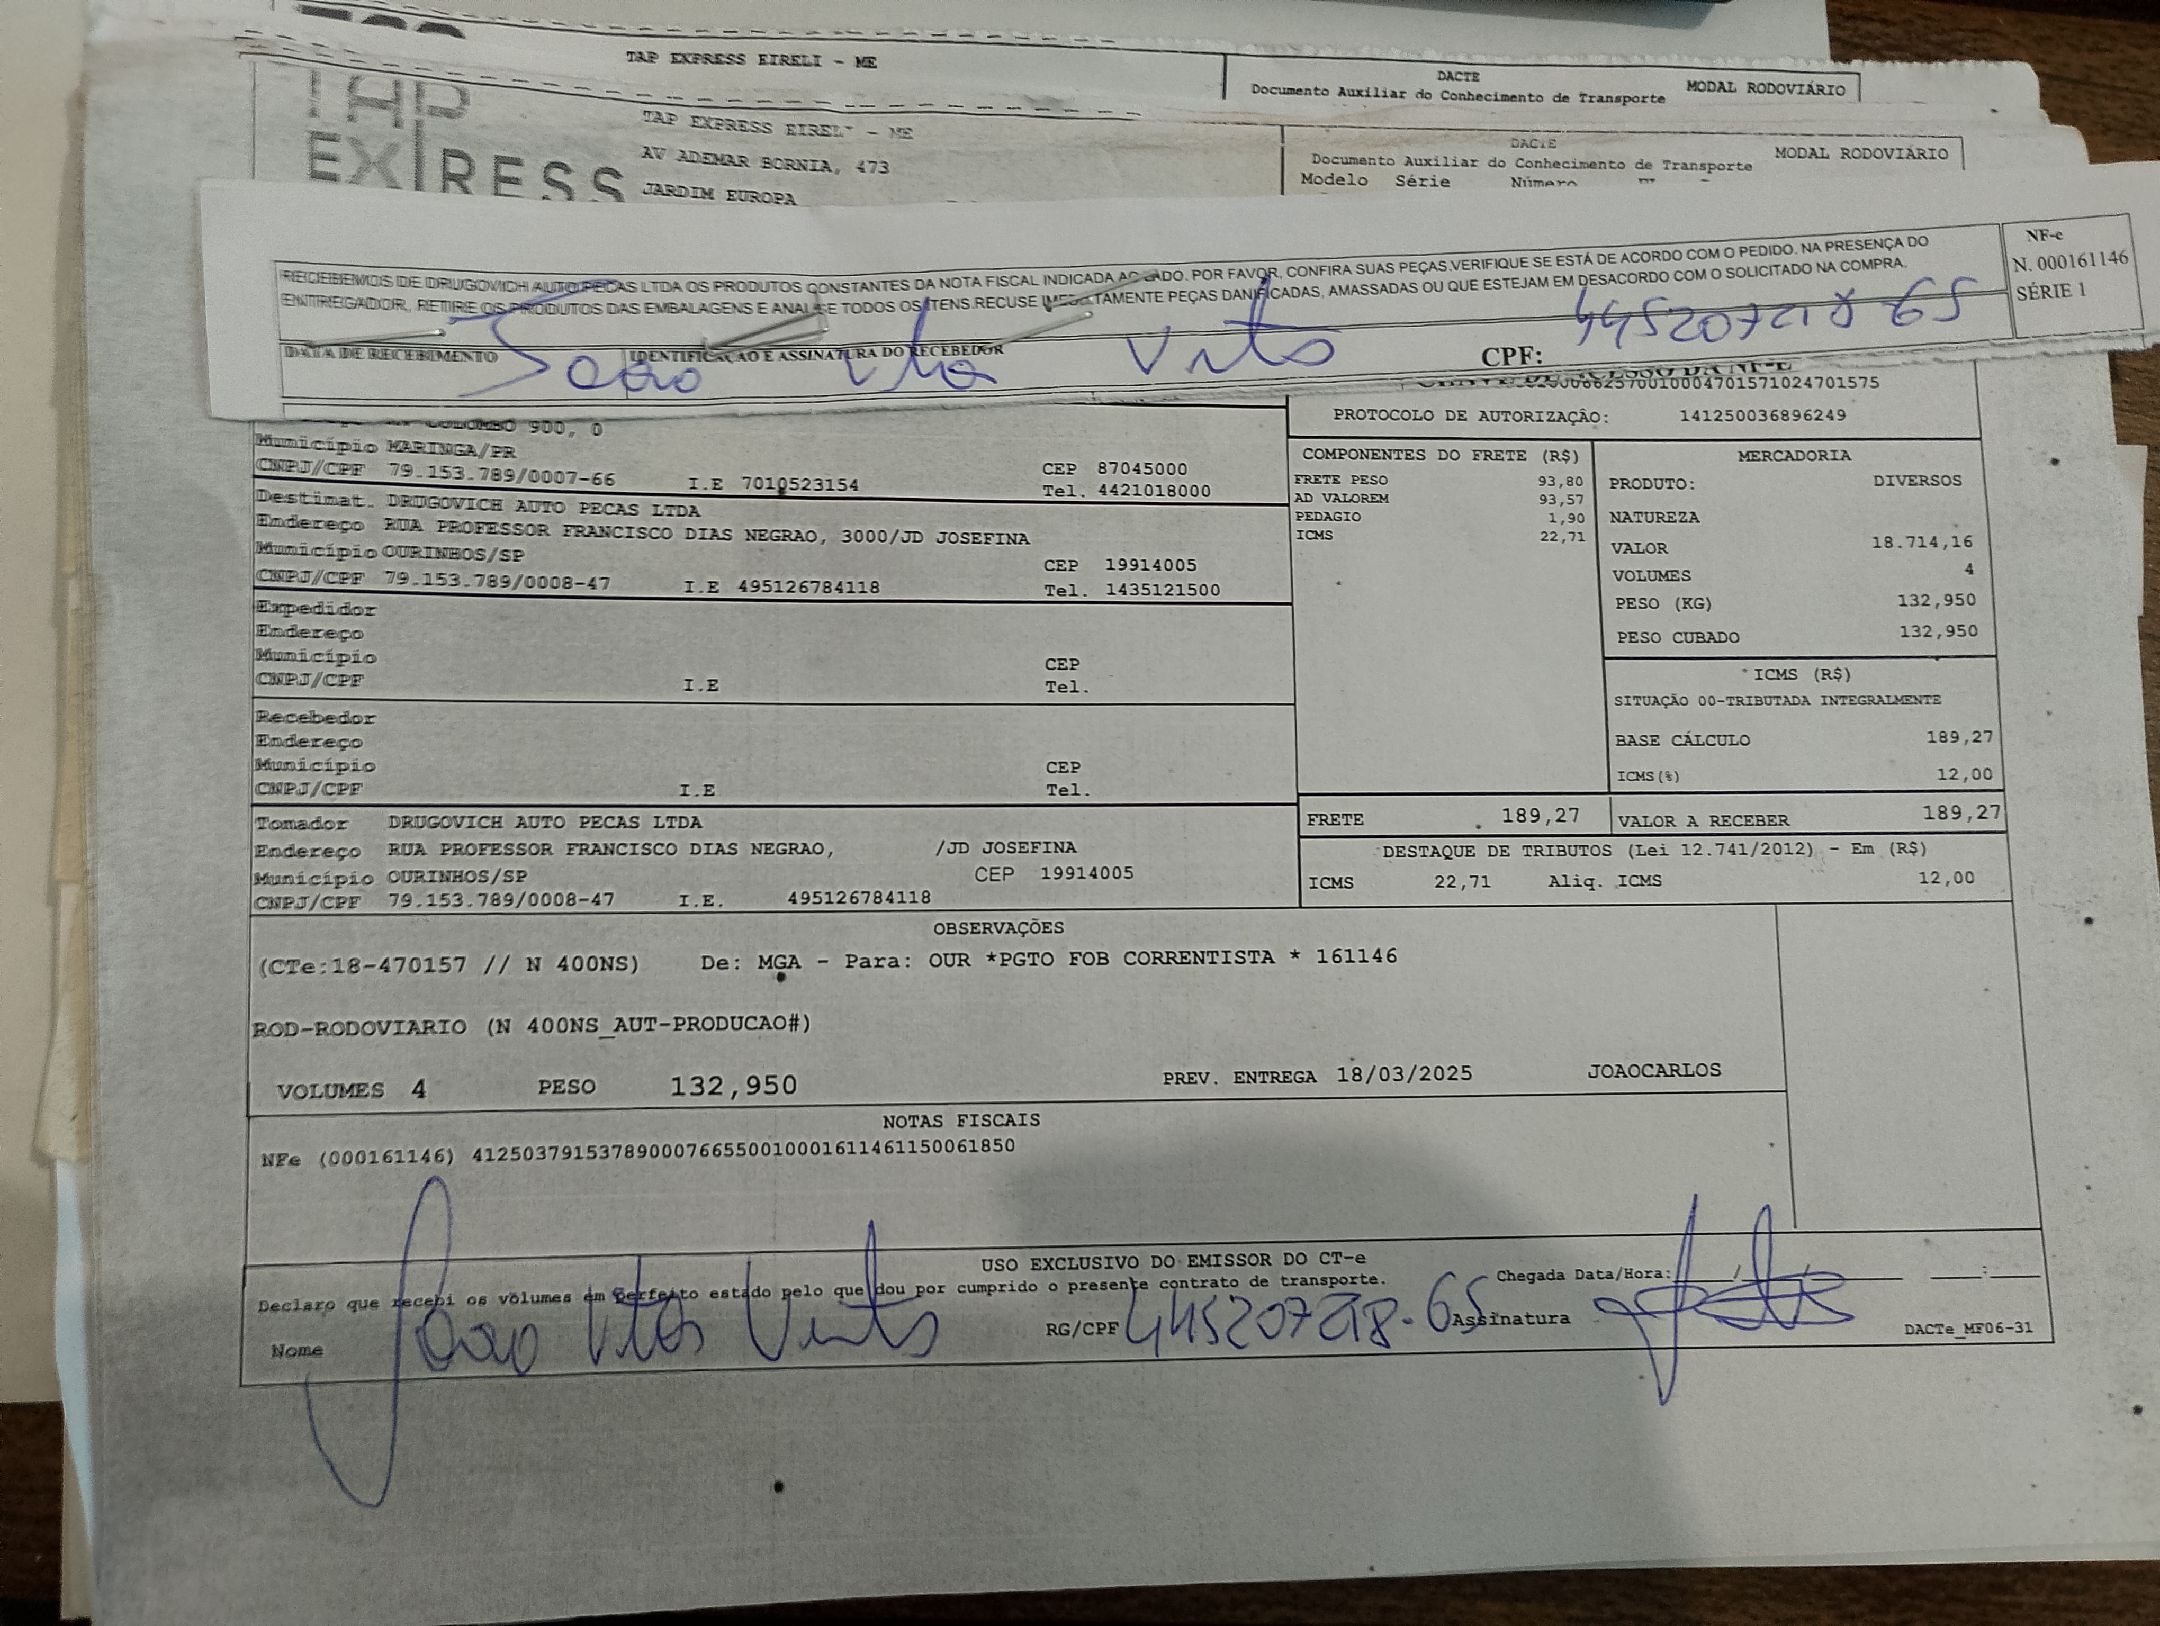 TAP EXPRESS EIRELI - ME
DACTE
Documento Auxiliar do Conhecimento de Transporte
MODAL RODOVIÁRIO
TAP
EXPRESS
TAP EXPRESS EIRELI - ME
AV ADEMAR BORNIA, 473
JARDIM EUROPA
DACTE
Documento Auxiliar do Conhecimento de Transporte
MODAL RODOVIÁRIO
Modelo Série Número
RECEBEMOS DE DRUGOVICH AUTO PECAS LTDA OS PRODUTOS CONSTANTES DA NOTA FISCAL INDICADA AO LADO. POR FAVOR, CONFIRA SUAS PEÇAS.VERIFIQUE SE ESTÁ DE ACORDO COM O PEDIDO. NA PRESENÇA DO
ENTREGADOR, RETIRE OS PRODUTOS DAS EMBALAGENS E ANALISE TODOS OS ITENS.RECUSE IMEDIATAMENTE PEÇAS DANIFICADAS, AMASSADAS OU QUE ESTEJAM EM DESACORDO COM O SOLICITADO NA COMPRA.
NF-e
N. 000161146
SÉRIE 1
DATA DE RECEBIMENTO
IDENTIFICAÇÃO E ASSINATURA DO RECEBEDOR
João
CPF:
PROTOCOLO DE AUTORIZAÇÃO: 141250036896249
COLOMBO 900, 0
Município MARINGA/PR
CNPJ/CPF 79.153.789/0007-66 I.E 7010523154
CEP 87045000
Tel. 4421018000
Destinat. DRUGOVICH AUTO PECAS LTDA
Endereço RUA PROFESSOR FRANCISCO DIAS NEGRAO, 3000/JD JOSEFINA
Município OURINHOS/SP
CEP 19914005
CNPJ/CPF 79.153.789/0008-47 I.E 495126784118
Tel. 1435121500
Expedidor
Endereço
Município
CEP
CNPJ/CPF I.E Tel.
Recebedor
Endereço
Município
CEP
CNPJ/CPF I.E Tel.
Tomador DRUGOVICH AUTO PECAS LTDA
Endereço RUA PROFESSOR FRANCISCO DIAS NEGRAO, /JD JOSEFINA
Município OURINHOS/SP CEP 19914005
CNPJ/CPF 79.153.789/0008-47 I.E. 495126784118
COMPONENTES DO FRETE (R$)
FRETE PESO 93,80
AD VALOREM 93,57
PEDAGIO 1,90
ICMS 22,71
MERCADORIA
PRODUTO: DIVERSOS
NATUREZA
VALOR 18.714,16
VOLUMES 4
PESO (KG) 132,950
PESO CUBADO 132,950
ICMS (R$)
SITUAÇÃO 00-TRIBUTADA INTEGRALMENTE
BASE CÁLCULO 189,27
ICMS(%) 12,00
FRETE 189,27
VALOR A RECEBER 189,27
DESTAQUE DE TRIBUTOS (Lei 12.741/2012) - Em (R$)
ICMS 22,71 Aliq. ICMS 12,00
OBSERVAÇÕES
(CTe:18-470157 // N 400NS) De: MGA - Para: OUR *PGTO FOB CORRENTISTA * 161146
ROD-RODOVIARIO (N 400NS_AUT-PRODUCAO#)
VOLUMES 4 PESO 132,950 PREV. ENTREGA 18/03/2025 JOAOCARLOS
NOTAS FISCAIS
NFe (000161146) 41250379153789000766550010001611461150061850
USO EXCLUSIVO DO EMISSOR DO CT-e
Declaro que recebi os volumes em perfeito estado pelo que dou por cumprido o presente contrato de transporte.
Chegada Data/Hora: / / :
Nome João
RG/CPF
Assinatura
DACTe_MF06-31